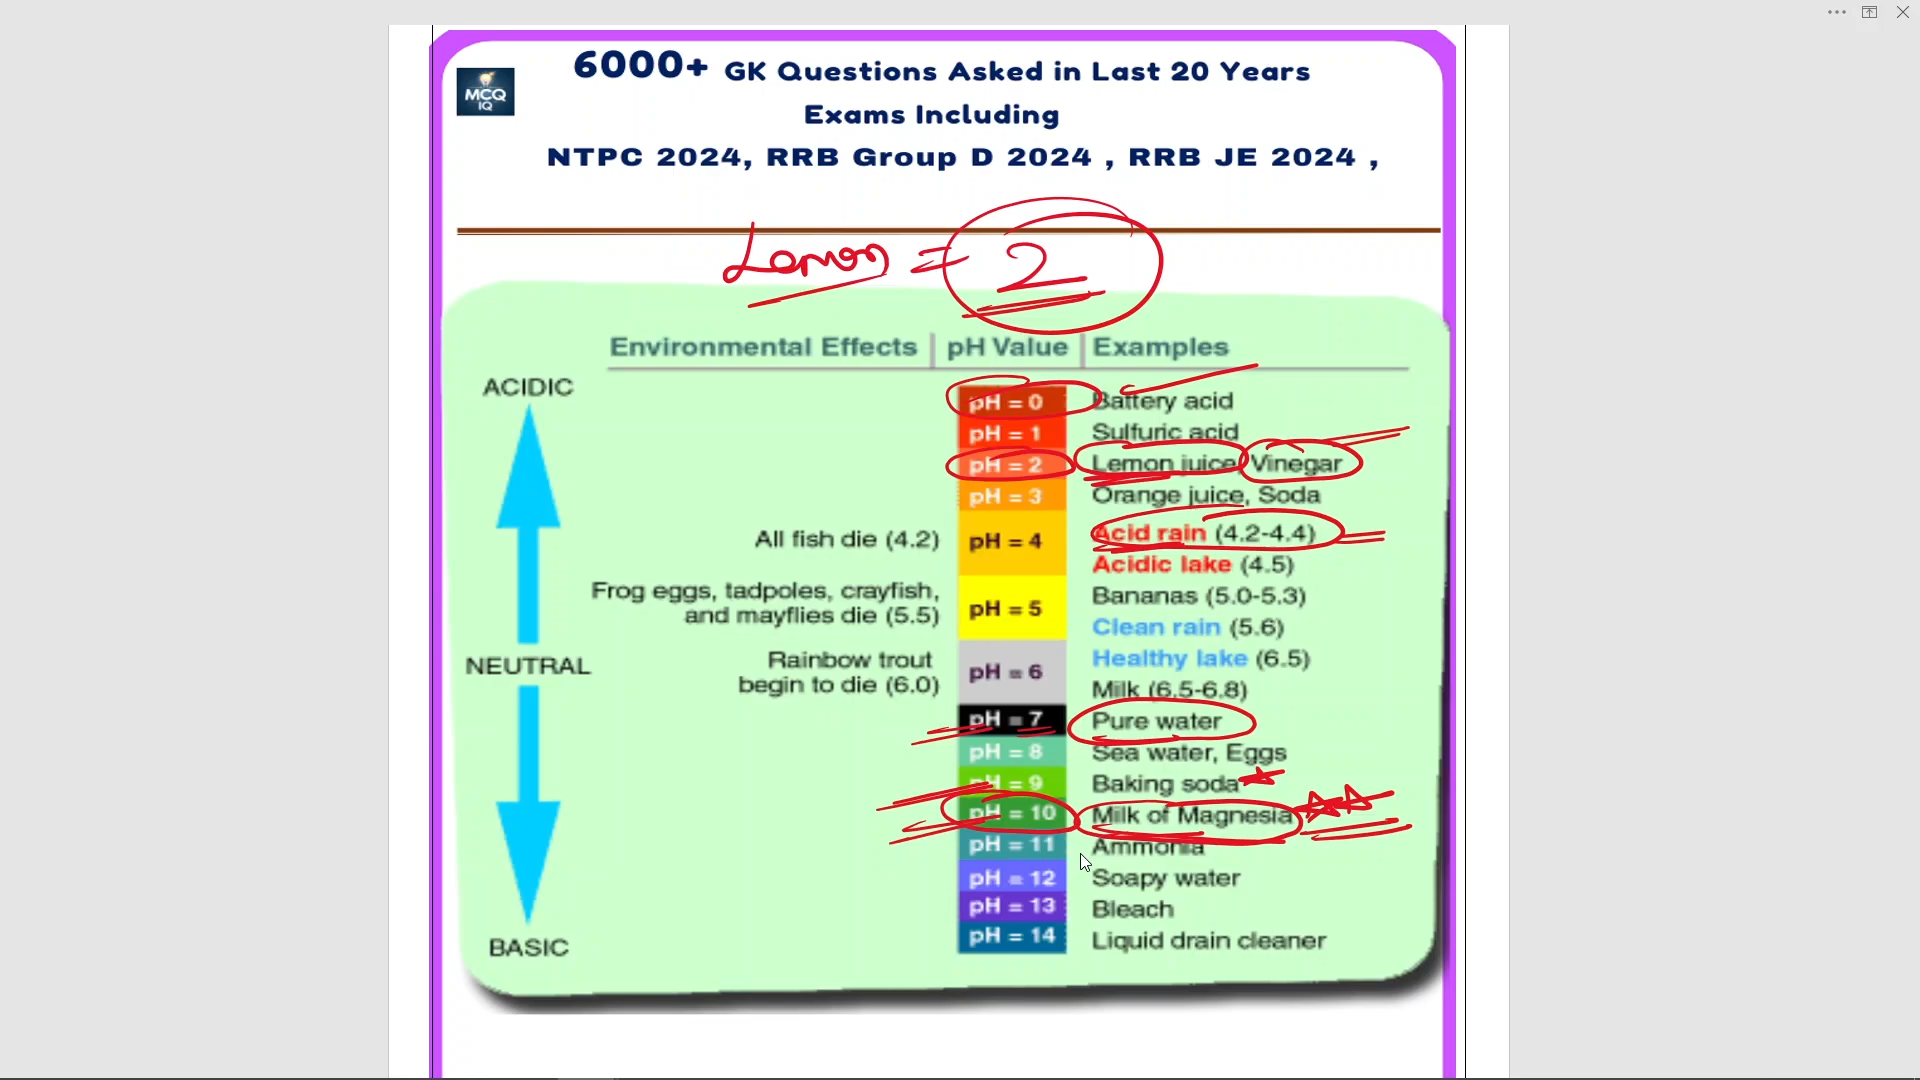 6000+ GK Questions Asked in Last 20 Years
MCQ
IQ
Exams Including
NTPC 2024, RRB Group D 2024 , RRB JE 2024 ,
Lemon = 2
Environmental Effects pH Value Examples
ACIDIC
pH = 0 Battery acid
pH = 1 Sulfuric acid
pH = 2 Lemon juice, Vinegar
pH = 3 Orange juice, Soda
All fish die (4.2) pH = 4 Acid rain (4.2-4.4)
Acidic lake (4.5)
Frog eggs, tadpoles, crayfish,
and mayflies die (5.5) pH = 5 Bananas (5.0-5.3)
Clean rain (5.6)
NEUTRAL
Rainbow trout
begin to die (6.0) pH = 6 Healthy lake (6.5)
Milk (6.5-6.8)
pH = 7 Pure water
pH = 8 Sea water, Eggs
pH = 9 Baking soda
pH = 10 Milk of Magnesia
pH = 11 Ammonia
pH = 12 Soapy water
pH = 13 Bleach
pH = 14 Liquid drain cleaner
BASIC